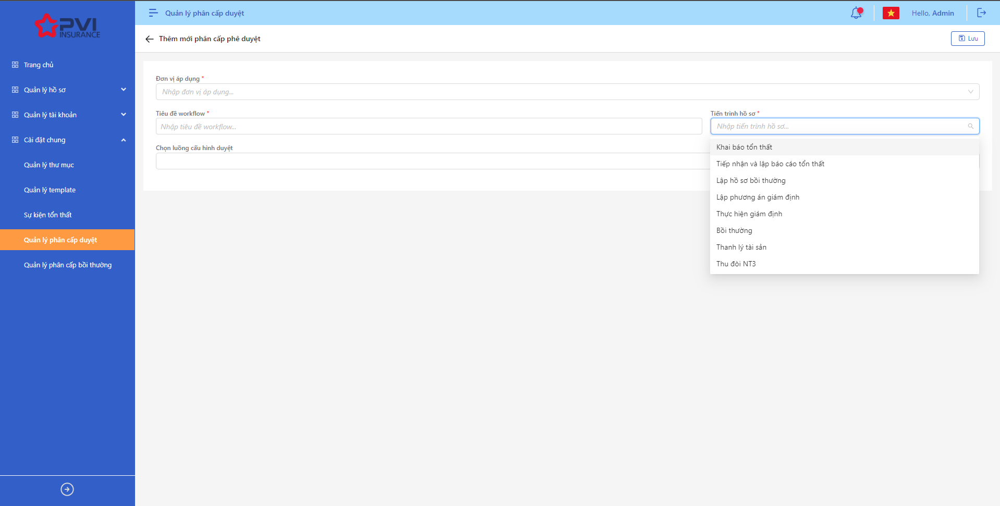 PVI
INSURANCE
Trang chủ
Quản lý hồ sơ
Quản lý tài khoản
Cài đặt chung
Quản lý thư mục
Quản lý template
Sự kiện tổn thất
Quản lý phân cấp duyệt
Quản lý phân cấp bồi thường
Quản lý phân cấp duyệt
Hello, Admin
Thêm mới phân cấp phê duyệt
Lưu
Đơn vị áp dụng *
Nhập đơn vị áp dụng...
Tiêu đề workflow *
Nhập tiêu đề workflow...
Tiến trình hồ sơ *
Nhập tiến trình hồ sơ...
Chọn luồng cấu hình duyệt
Khai báo tổn thất
Tiếp nhận và lập báo cáo tổn thất
Lập hồ sơ bồi thường
Lập phương án giám định
Thực hiện giám định
Bồi thường
Thanh lý tài sản
Thu đòi NT3